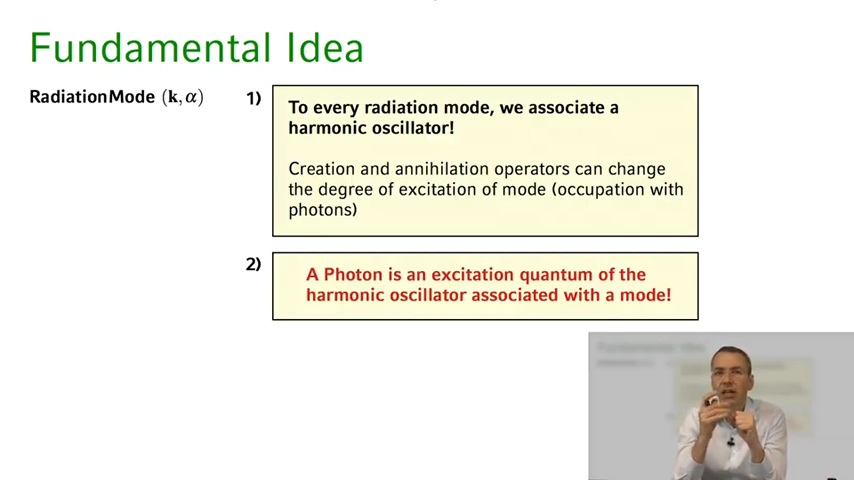 Fundamental Idea
RadiationMode (k, α)
1)
To every radiation mode, we associate a
harmonic oscillator!
Creation and annihilation operators can change
the degree of excitation of mode (occupation with
photons)
2)
A Photon is an excitation quantum of the
harmonic oscillator associated with a mode!